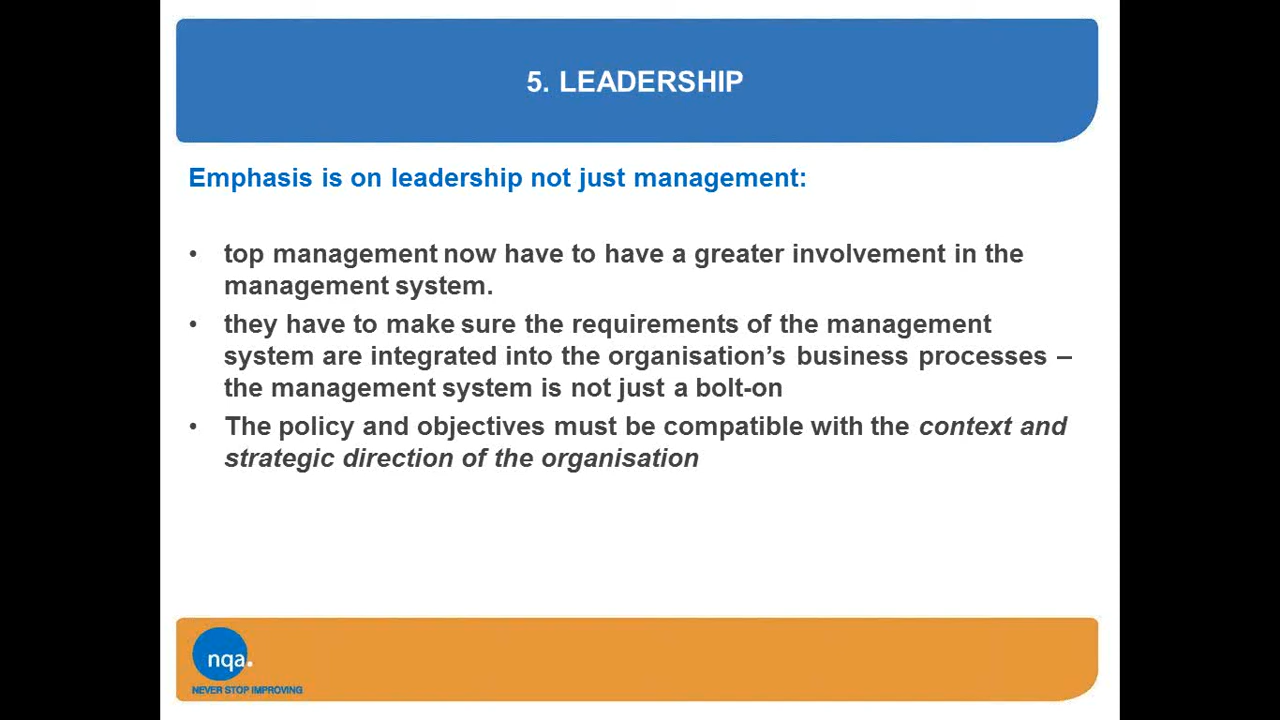 5. LEADERSHIP
Emphasis is on leadership not just management:
• top management now have to have a greater involvement in the
management system.
• they have to make sure the requirements of the management
system are integrated into the organisation's business processes –
the management system is not just a bolt-on
• The policy and objectives must be compatible with the context and
strategic direction of the organisation
nqa.
NEVER STOP IMPROVING